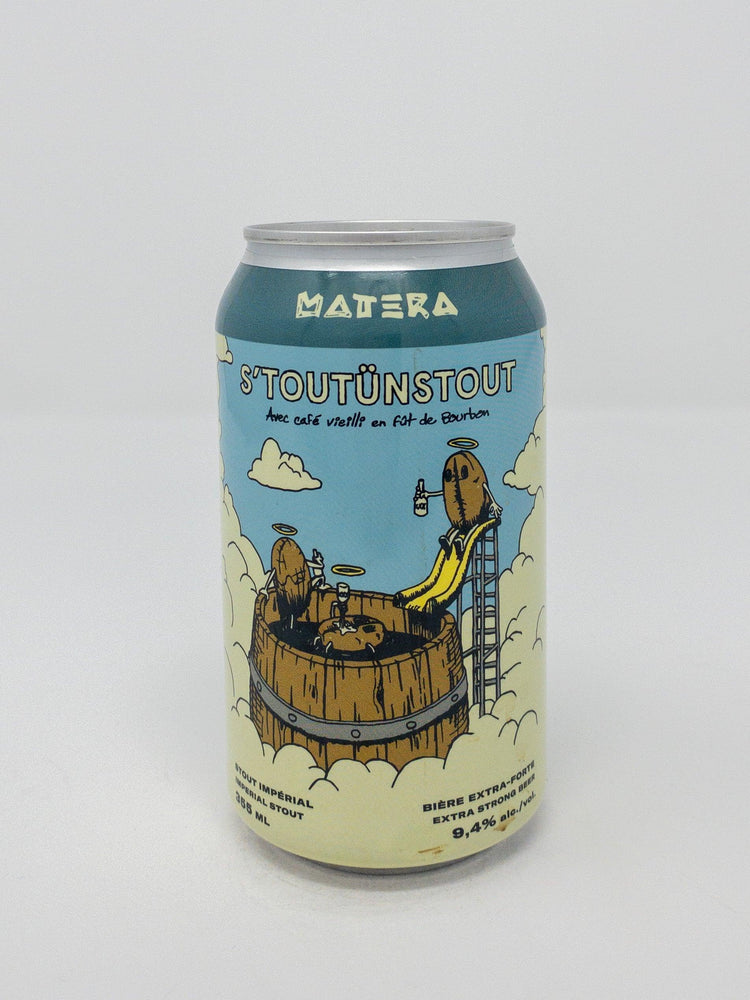 MATTERA
S'TOUTÜNSTOUT
Avec café vieilli en fût de Bourbon
STOUT IMPÉRIAL
IMPERIAL STOUT
355 ML
BIÈRE EXTRA-FORTE
EXTRA STRONG BEER
9,4% alc./vol.